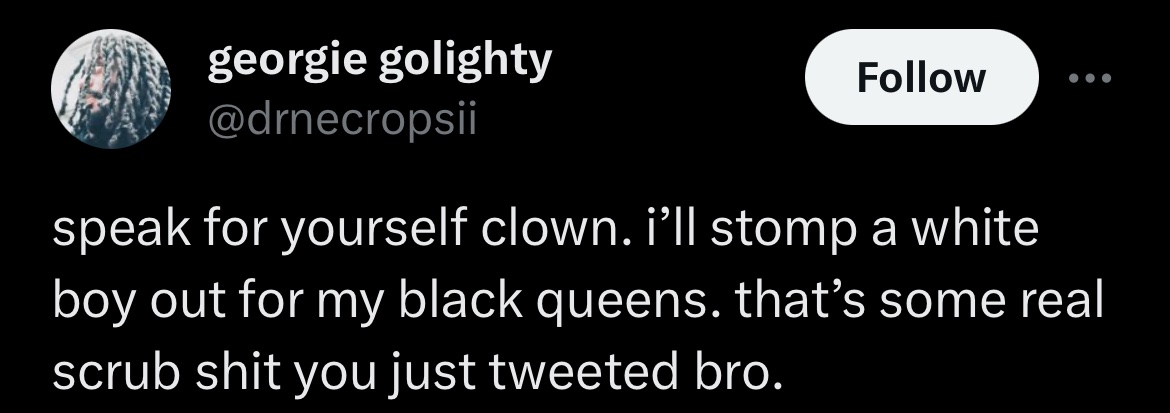 georgie golighty
@drnecropsii
Follow
speak for yourself clown. i’ll stomp a white
boy out for my black queens. that’s some real
scrub shit you just tweeted bro.